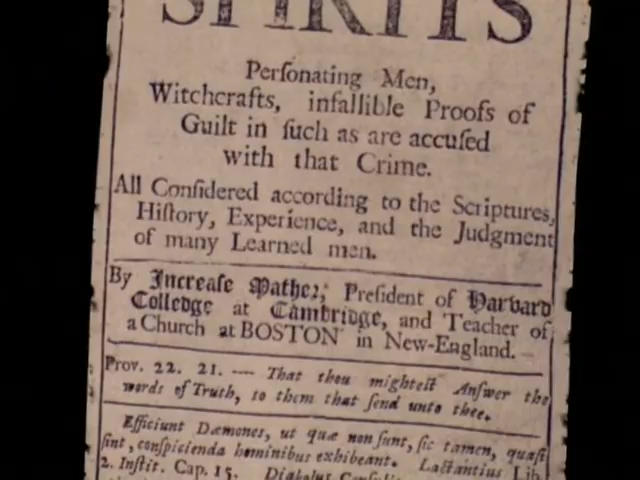 SPIRITS
Perſonating Men,
Witchcrafts, infallible Proofs of
Guilt in ſuch as are accuſed
with that Crime.
All Conſidered according to the Scriptures,
Hiſtory, Experience, and the Judgment
of many Learned men.
By Increaſe Mather, Preſident of Harvard
Colledge at Cambridge, and Teacher of
a Church at BOSTON in New-England.
Prov. 22. 21. — That thou mighteſt Anſwer the
words of Truth, to them that ſend unto thee.
Efficiunt Dæmones, ut quæ non ſunt, ſic tamen, quaſi
ſint, conſpicienda hominibus exhibeant. Lactantius Lib.
2. Inſtit. Cap. 15. Diabolus